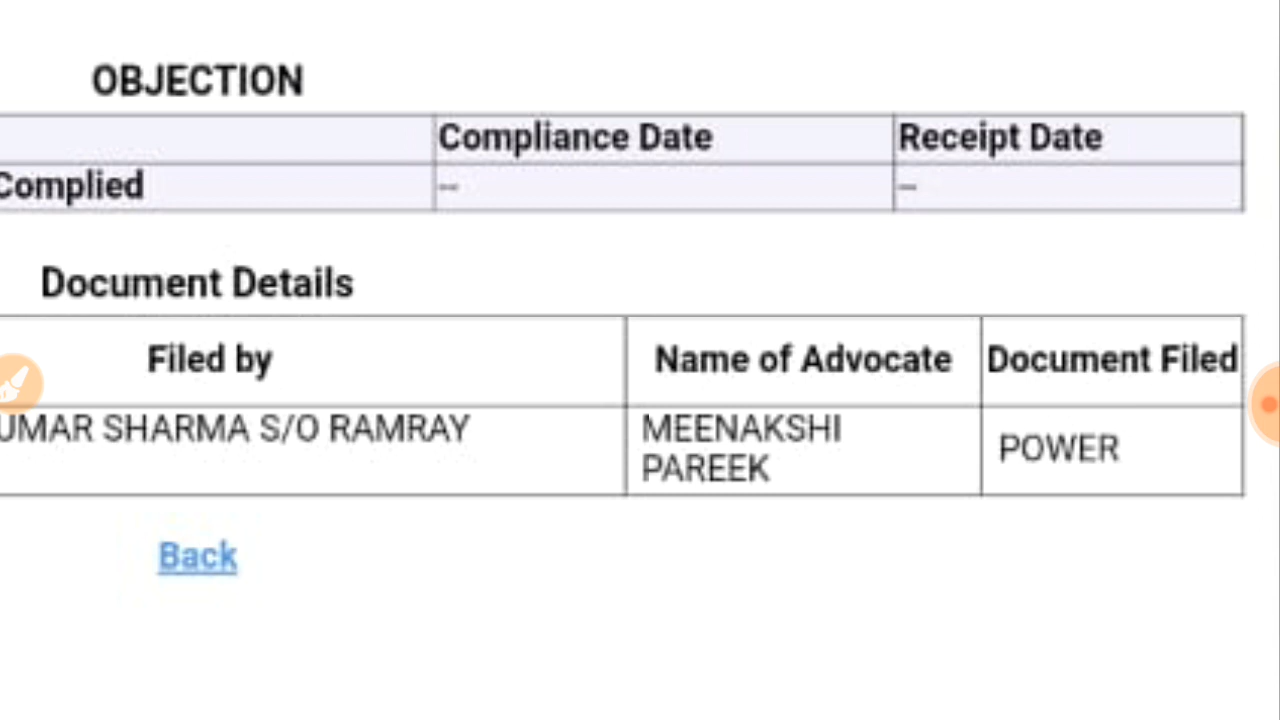 OBJECTION
Compliance Date Receipt Date
Complied -- --
Document Details
Filed by Name of Advocate Document Filed
UMAR SHARMA S/O RAMRAY MEENAKSHI PAREEK POWER
Back